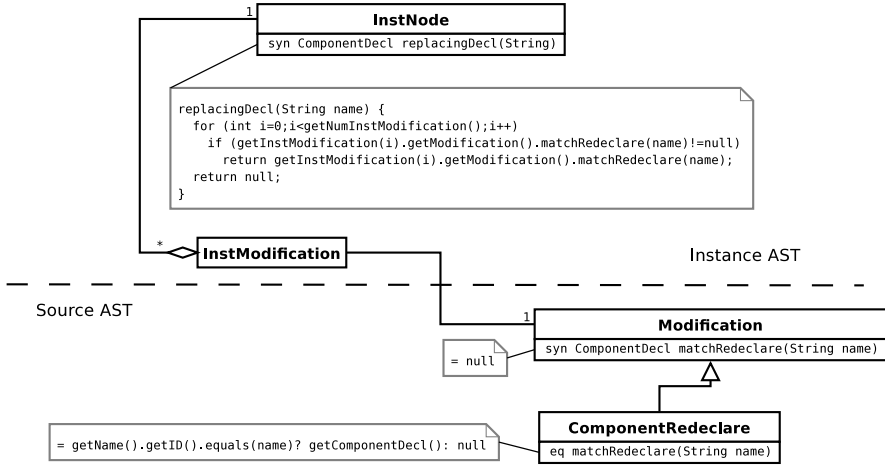 1
InstNode
syn ComponentDecl replacingDecl(String)
replacingDecl(String name) {
for (int i=0;i<getNumInstModification();i++)
if (getInstModification(i).getModification().matchRedeclare(name)!=null)
return getInstModification(i).getModification().matchRedeclare(name);
return null;
}
*
InstModification
Instance AST
Source AST
1
Modification
syn ComponentDecl matchRedeclare(String name)
= null
ComponentRedeclare
= getName().getID().equals(name)? getComponentDecl(): null
eq matchRedeclare(String name)